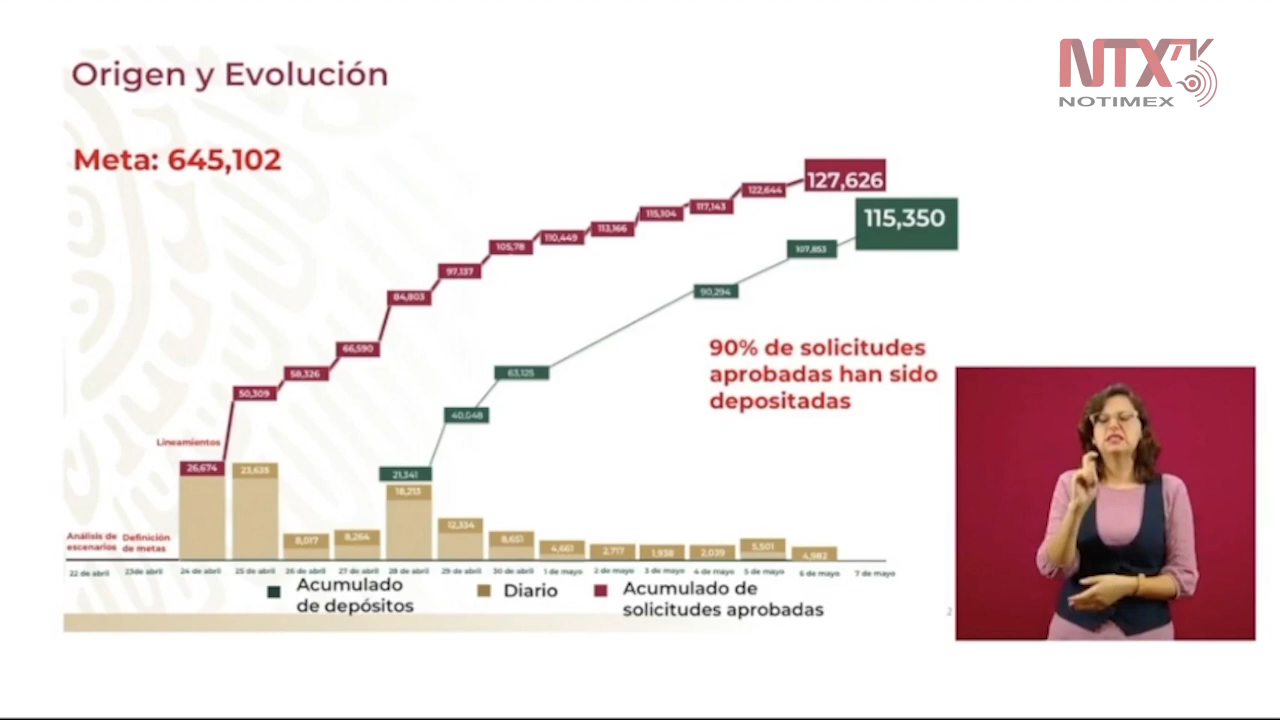 Origen y Evolución
NTX
NOTIMEX
Meta: 645,102
127,626
122,644
117,143
115,104
113,166
110,449
105,78
97,137
84,803
66,590
58,326
50,309
26,674
115,350
107,853
90,294
63,125
40,048
21,341
90% de solicitudes
aprobadas han sido
depositadas
Lineamientos
23,635
8,017
8,264
18,213
12,334
8,651
4,661
2,717
1,938
2,039
5,501
4,982
Análisis de
escenarios
Definición
de metas
22 de abril
23de abril
24 de abril
25 de abril
26 de abril
27 de abril
28 de abril
29 de abril
30 de abril
1 de mayo
2 de mayo
3 de mayo
4 de mayo
5 de mayo
6 de mayo
7 de mayo
Acumulado
de depósitos
Diario
Acumulado de
solicitudes aprobadas
2